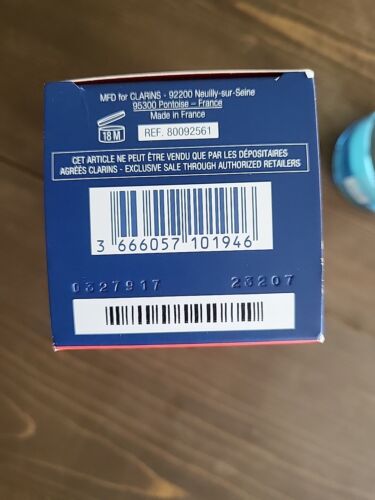 MFD for CLARINS - 92200 Neuilly-sur-Seine
95300 Pontoise - France
Made in France
18 M
REF. 80092561
CET ARTICLE NE PEUT ÊTRE VENDU QUE PAR LES DÉPOSITAIRES
AGRÉÉS CLARINS - EXCLUSIVE SALE THROUGH AUTHORIZED RETAILERS
3 666057 101946
0327917 23207